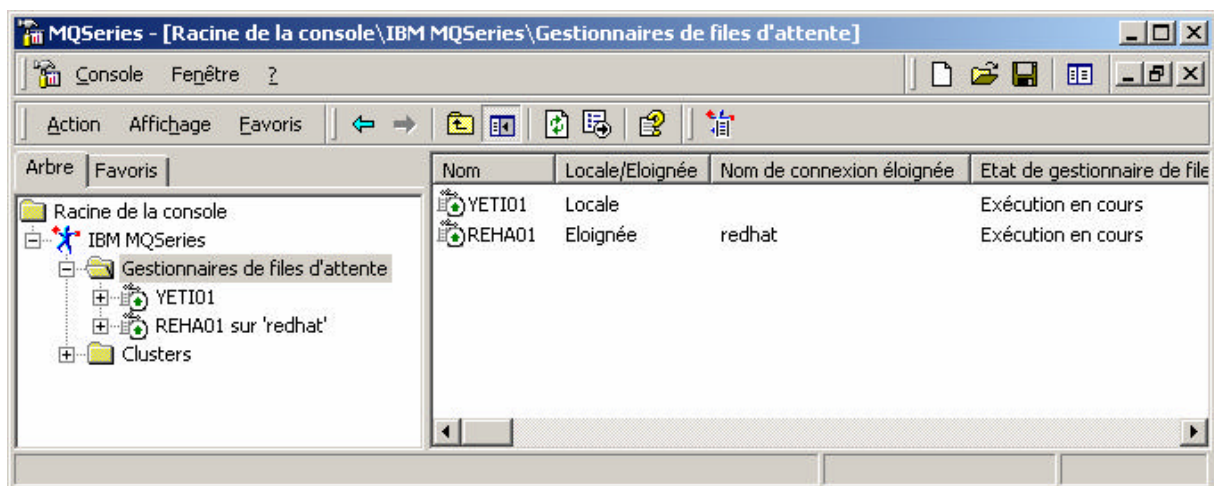 MQSeries - [Racine de la console\IBM MQSeries\Gestionnaires de files d'attente]
Console Fenêtre ?
Action Affichage Favoris
Arbre Favoris
Racine de la console
IBM MQSeries
Gestionnaires de files d'attente
YETI01
REHA01 sur 'redhat'
Clusters
Nom Locale/Eloignée Nom de connexion éloignée Etat de gestionnaire de file
YETI01 Locale Exécution en cours
REHA01 Eloignée redhat Exécution en cours